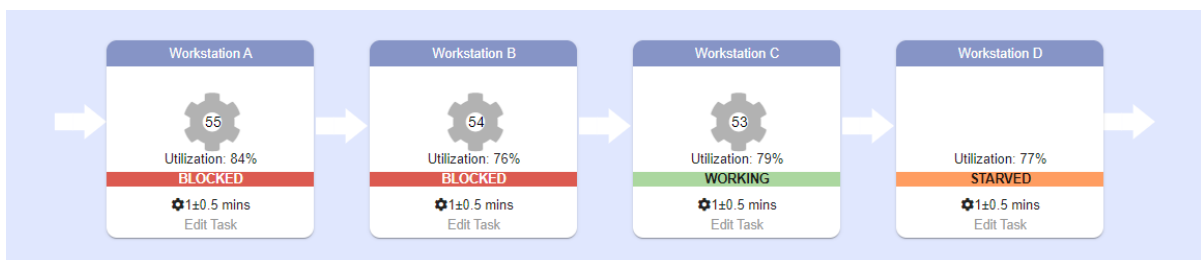 Workstation A
55
Utilization: 84%
BLOCKED
1±0.5 mins
Edit Task
Workstation B
54
Utilization: 76%
BLOCKED
1±0.5 mins
Edit Task
Workstation C
53
Utilization: 79%
WORKING
1±0.5 mins
Edit Task
Workstation D
Utilization: 77%
STARVED
1±0.5 mins
Edit Task